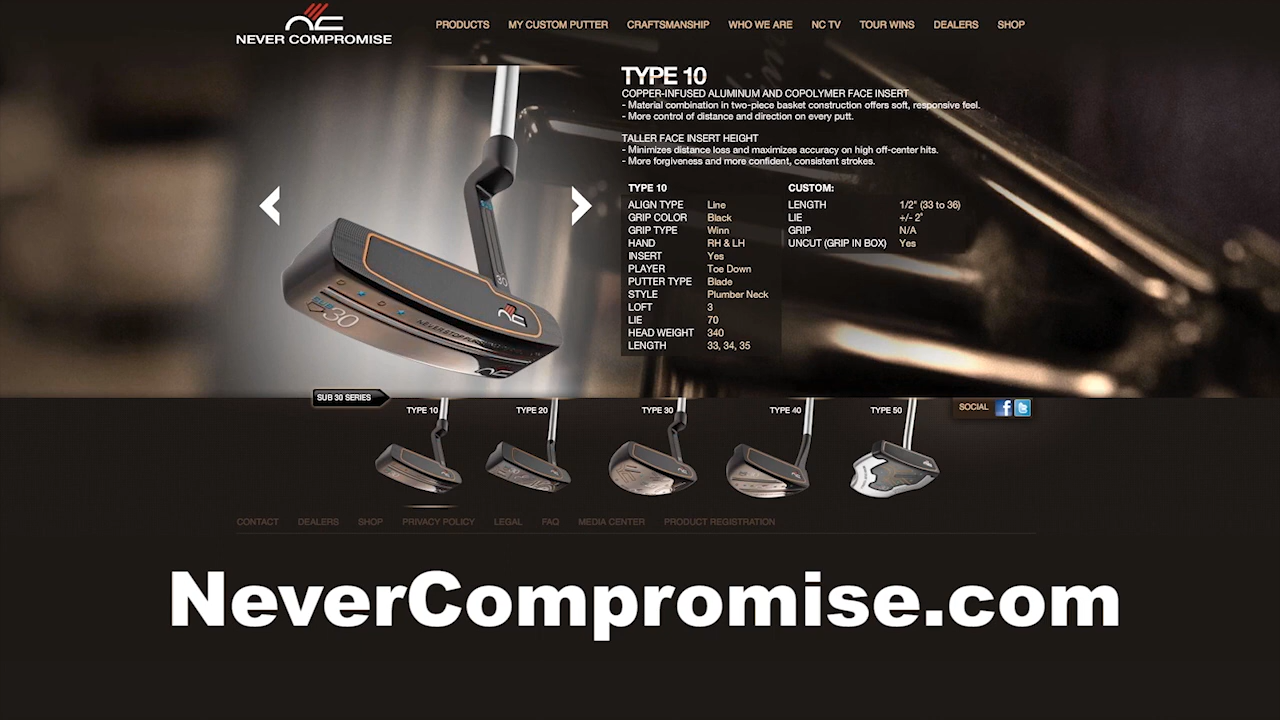 NEVER COMPROMISE
PRODUCTS MY CUSTOM PUTTER CRAFTSMANSHIP WHO WE ARE NC TV TOUR WINS DEALERS SHOP
TYPE 10
COPPER-INFUSED ALUMINUM AND COPOLYMER FACE INSERT
- Material combination in two-piece basket construction offers soft, responsive feel.
- More control of distance and direction on every putt.
TALLER FACE INSERT HEIGHT
- Minimizes distance loss and maximizes accuracy on high off-center hits.
- More forgiveness and more confident, consistent strokes.
TYPE 10
ALIGN TYPE Line
GRIP COLOR Black
GRIP TYPE Winn
HAND RH & LH
INSERT Yes
PLAYER Toe Down
PUTTER TYPE Blade
STYLE Plumber Neck
LOFT 3
LIE 70
HEAD WEIGHT 340
LENGTH 33, 34, 35
CUSTOM:
LENGTH 1/2" (33 to 36)
LIE +/- 2°
GRIP N/A
UNCUT (GRIP IN BOX) Yes
30
SUB
30
SUB 30 SERIES
TYPE 10 TYPE 20 TYPE 30 TYPE 40 TYPE 50
SOCIAL
CONTACT DEALERS SHOP PRIVACY POLICY LEGAL FAQ MEDIA CENTER PRODUCT REGISTRATION
NeverCompromise.com